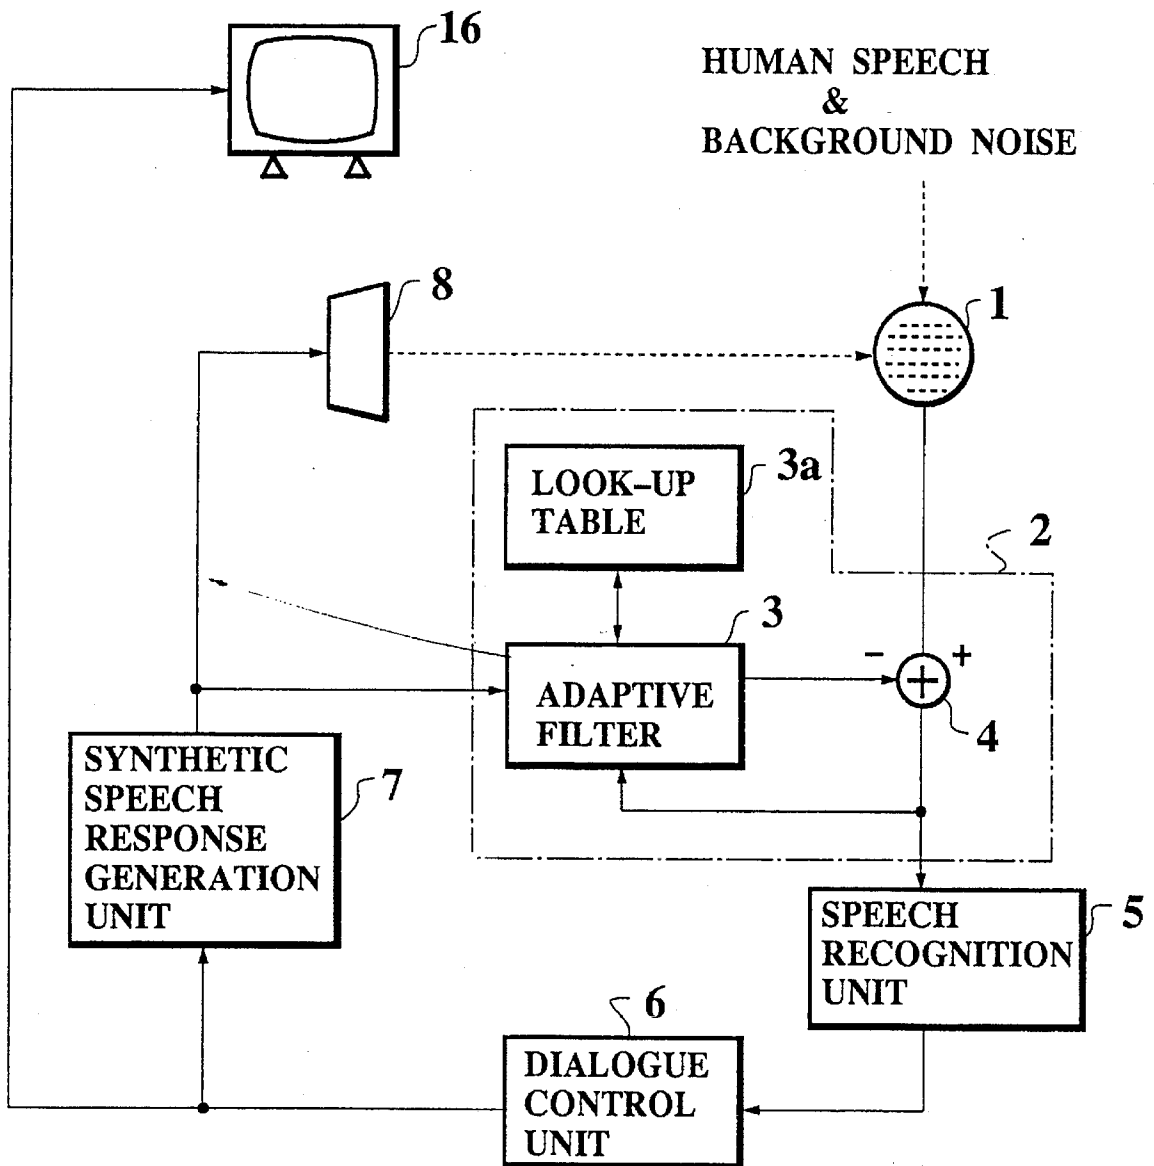 16
HUMAN SPEECH
&
BACKGROUND NOISE
8
1
LOOK-UP
TABLE
3a
2
3
- +
ADAPTIVE
FILTER
4
SYNTHETIC
SPEECH
RESPONSE
GENERATION
UNIT
7
SPEECH
RECOGNITION
UNIT
5
6
DIALOGUE
CONTROL
UNIT